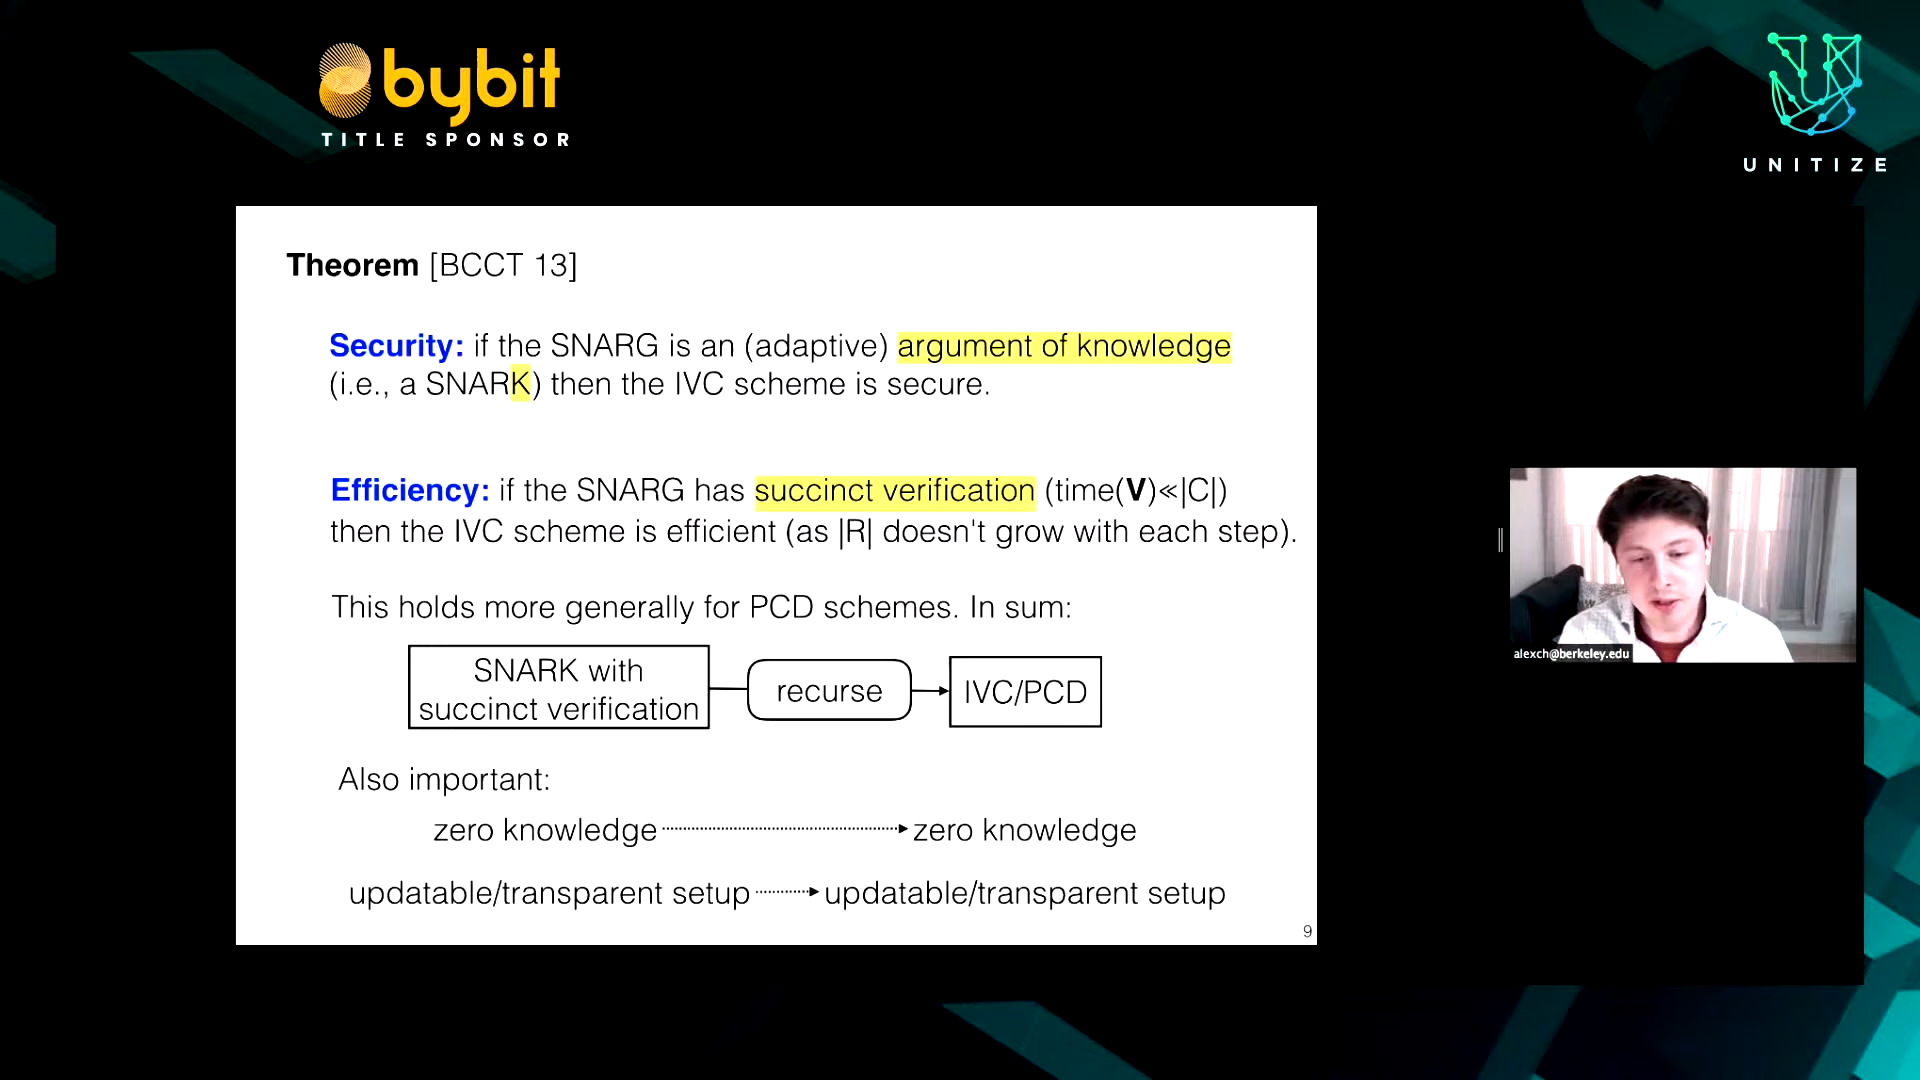 bybit
TITLE SPONSOR
UNITIZE
Theorem [BCCT 13]
Security: if the SNARG is an (adaptive) argument of knowledge
(i.e., a SNARK) then the IVC scheme is secure.
Efficiency: if the SNARG has succinct verification (time(V)≪|C|)
then the IVC scheme is efficient (as |R| doesn't grow with each step).
This holds more generally for PCD schemes. In sum:
SNARK with
succinct verification
recurse
IVC/PCD
Also important:
zero knowledge
zero knowledge
updatable/transparent setup
updatable/transparent setup
9
alexch@berkeley.edu